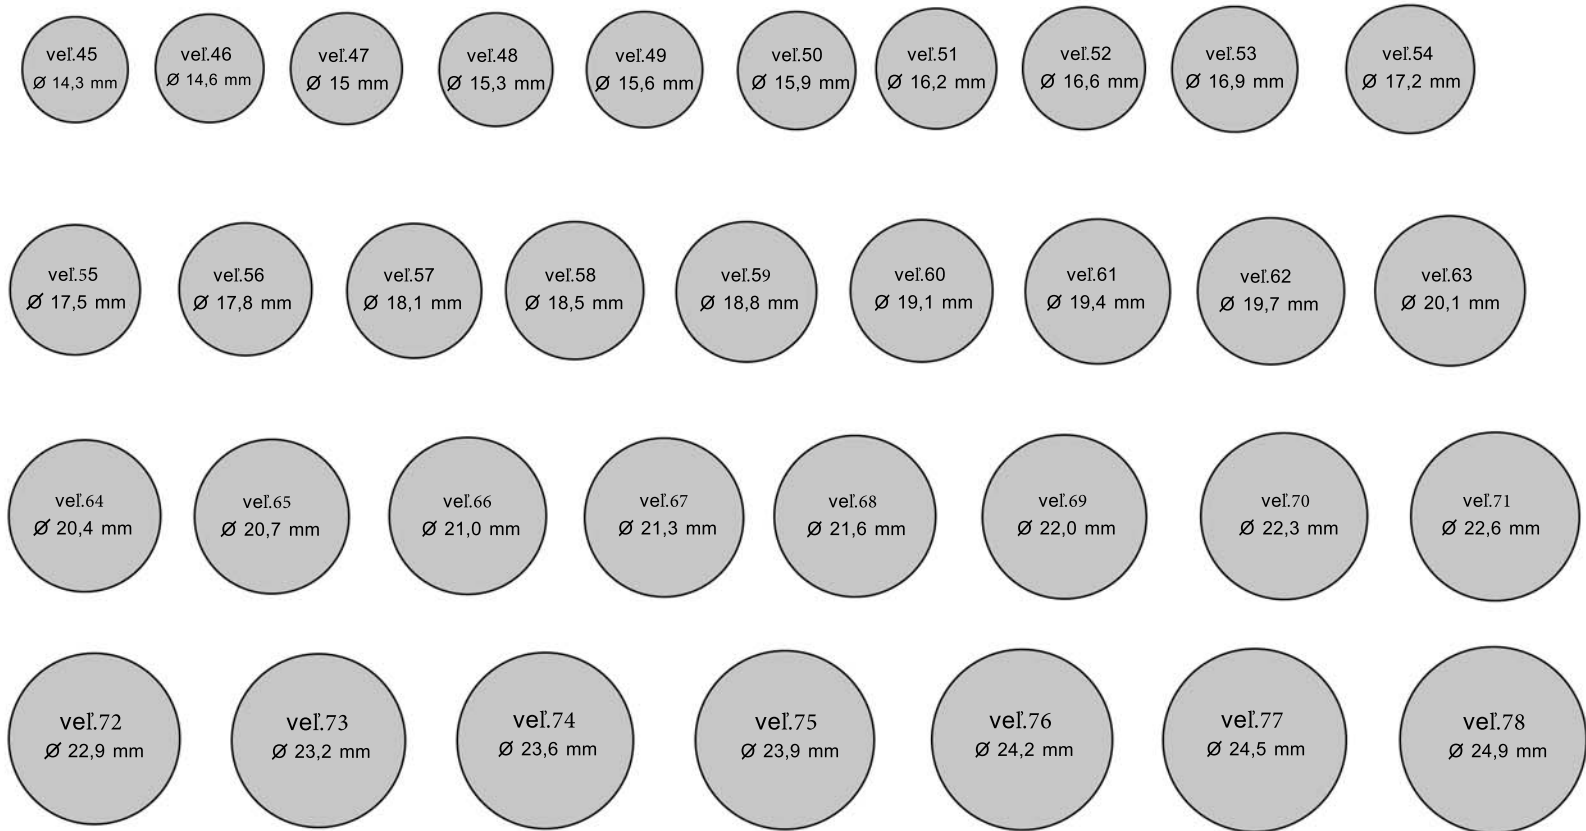 veľ.45
Ø 14,3 mm
veľ.46
Ø 14,6 mm
veľ.47
Ø 15 mm
veľ.48
Ø 15,3 mm
veľ.49
Ø 15,6 mm
veľ.50
Ø 15,9 mm
veľ.51
Ø 16,2 mm
veľ.52
Ø 16,6 mm
veľ.53
Ø 16,9 mm
veľ.54
Ø 17,2 mm
veľ.55
Ø 17,5 mm
veľ.56
Ø 17,8 mm
veľ.57
Ø 18,1 mm
veľ.58
Ø 18,5 mm
veľ.59
Ø 18,8 mm
veľ.60
Ø 19,1 mm
veľ.61
Ø 19,4 mm
veľ.62
Ø 19,7 mm
veľ.63
Ø 20,1 mm
veľ.64
Ø 20,4 mm
veľ.65
Ø 20,7 mm
veľ.66
Ø 21,0 mm
veľ.67
Ø 21,3 mm
veľ.68
Ø 21,6 mm
veľ.69
Ø 22,0 mm
veľ.70
Ø 22,3 mm
veľ.71
Ø 22,6 mm
veľ.72
Ø 22,9 mm
veľ.73
Ø 23,2 mm
veľ.74
Ø 23,6 mm
veľ.75
Ø 23,9 mm
veľ.76
Ø 24,2 mm
veľ.77
Ø 24,5 mm
veľ.78
Ø 24,9 mm